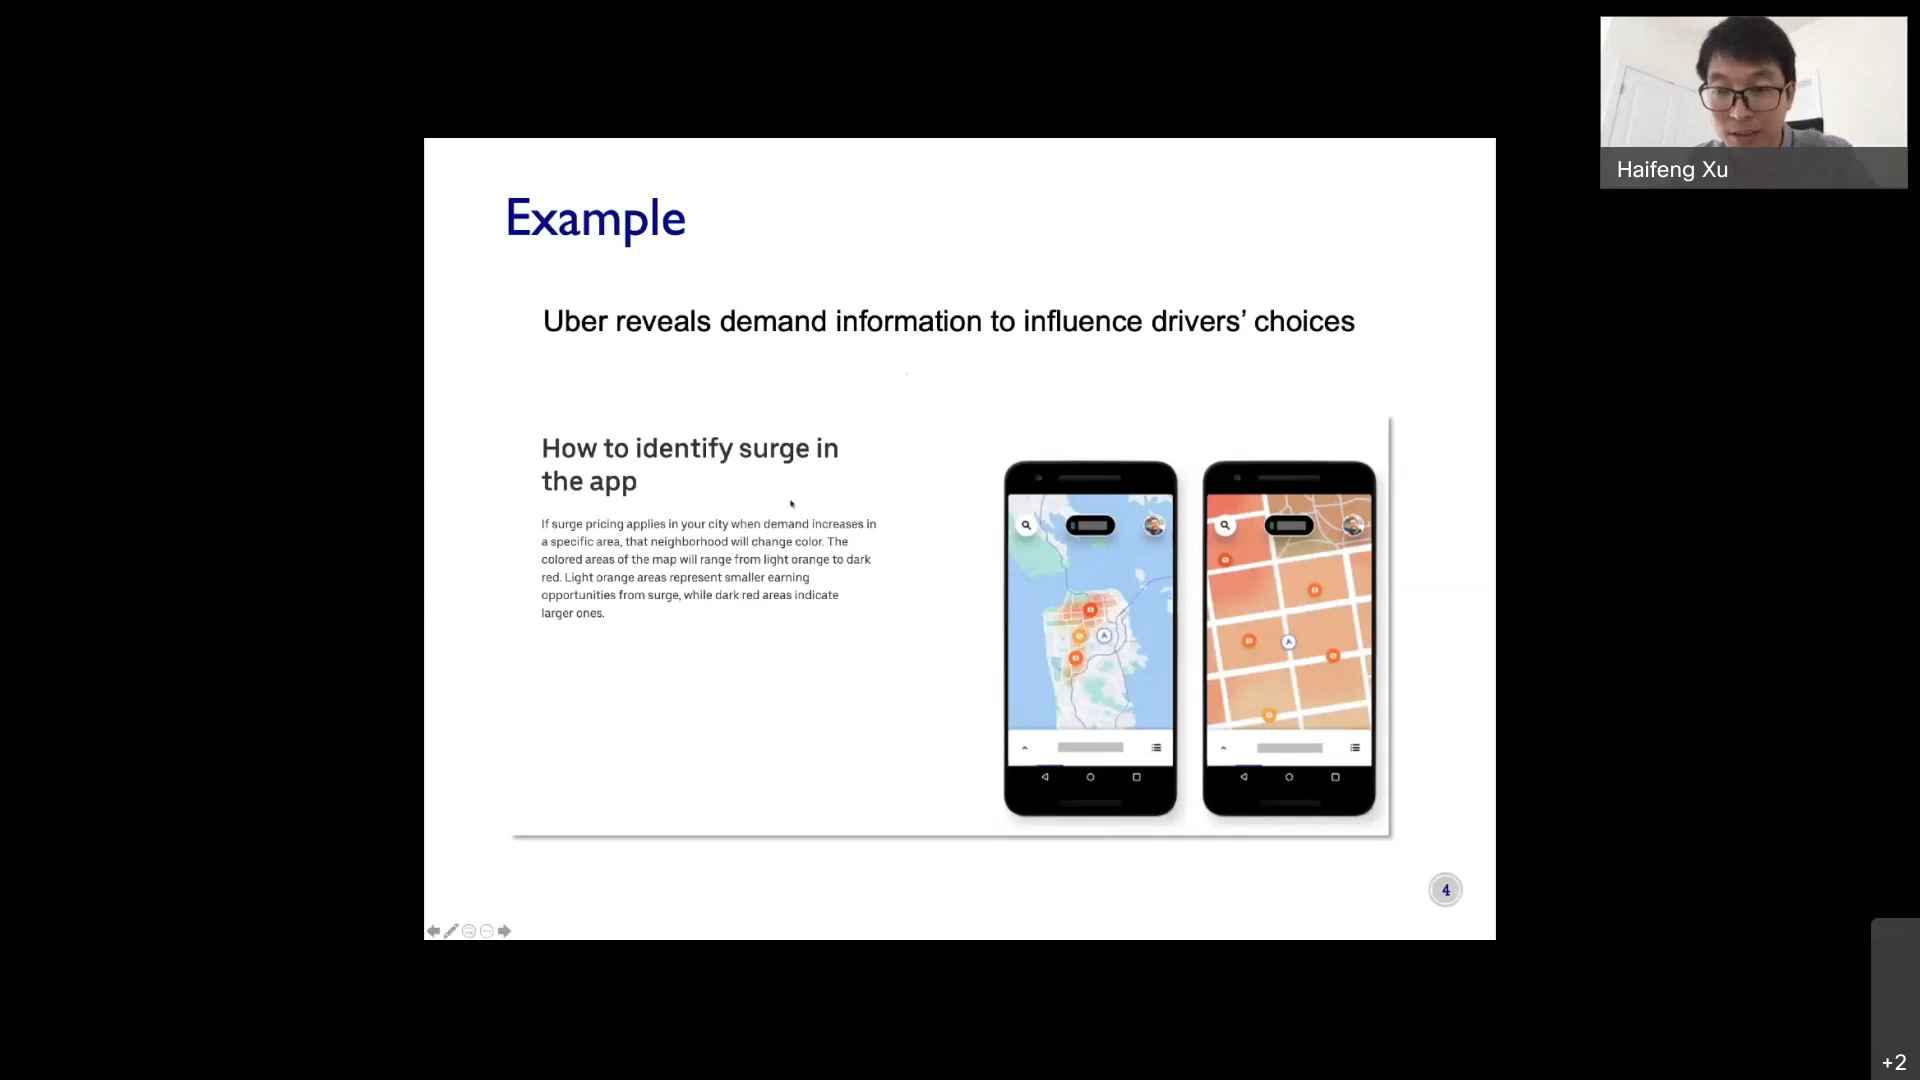 Haifeng Xu
Example
Uber reveals demand information to influence drivers’ choices
How to identify surge in
the app
If surge pricing applies in your city when demand increases in
a specific area, that neighborhood will change color. The
colored areas of the map will range from light orange to dark
red. Light orange areas represent smaller earning
opportunities from surge, while dark red areas indicate
larger ones.
4
+2